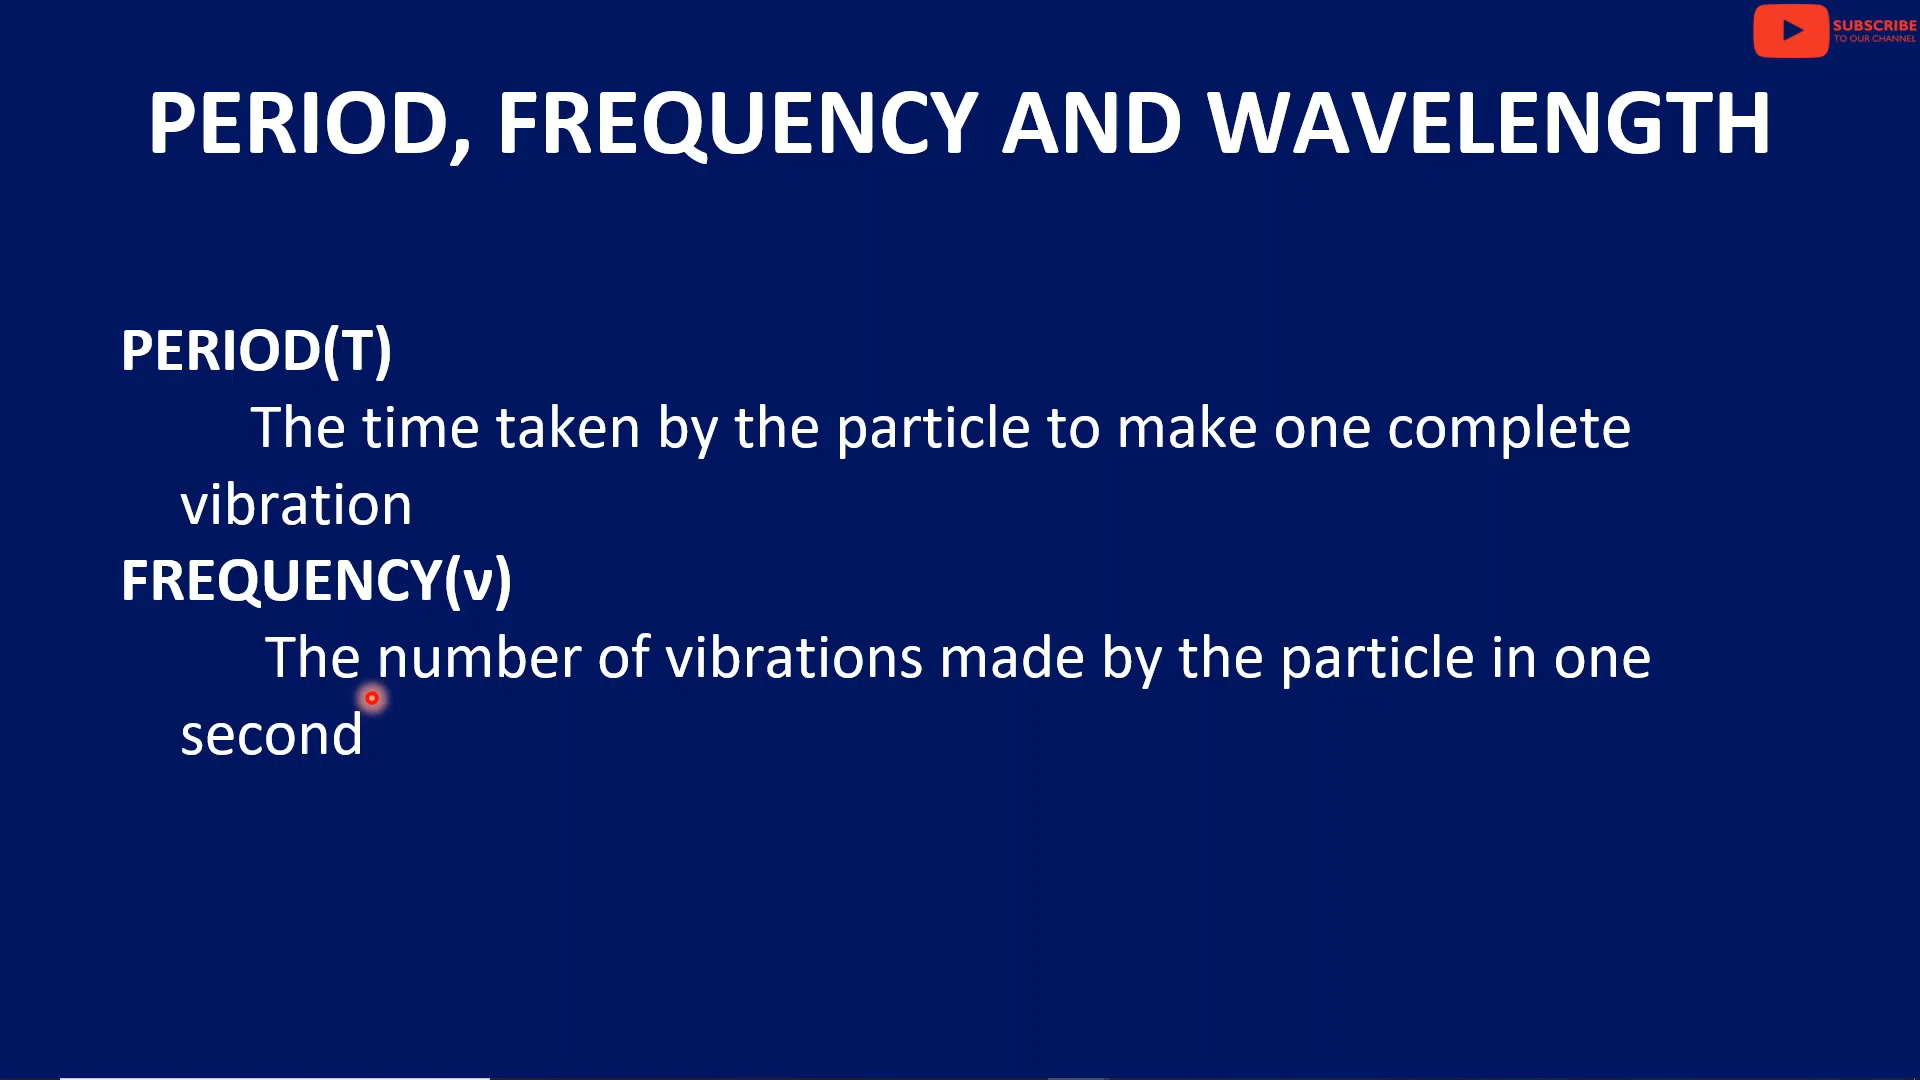 SUBSCRIBE
TO OUR CHANNEL
PERIOD, FREQUENCY AND WAVELENGTH
PERIOD(T)
The time taken by the particle to make one complete
vibration
FREQUENCY(ν)
The number of vibrations made by the particle in one
second